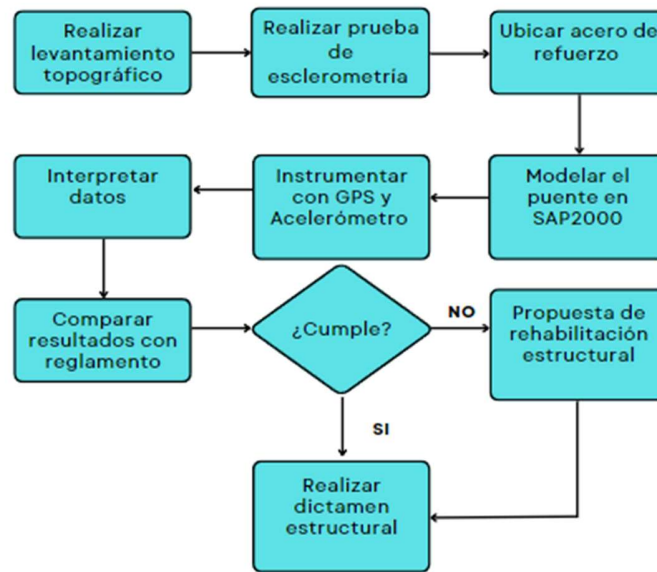 Realizar
levantamiento
topográfico
Realizar prueba
de
esclerometría
Ubicar acero de
refuerzo
Modelar el
puente en
SAP2000
Instrumentar
con GPS y
Acelerómetro
Interpretar
datos
Comparar
resultados con
reglamento
¿Cumple?
NO
Propuesta de
rehabilitación
estructural
SI
Realizar
dictamen
estructural